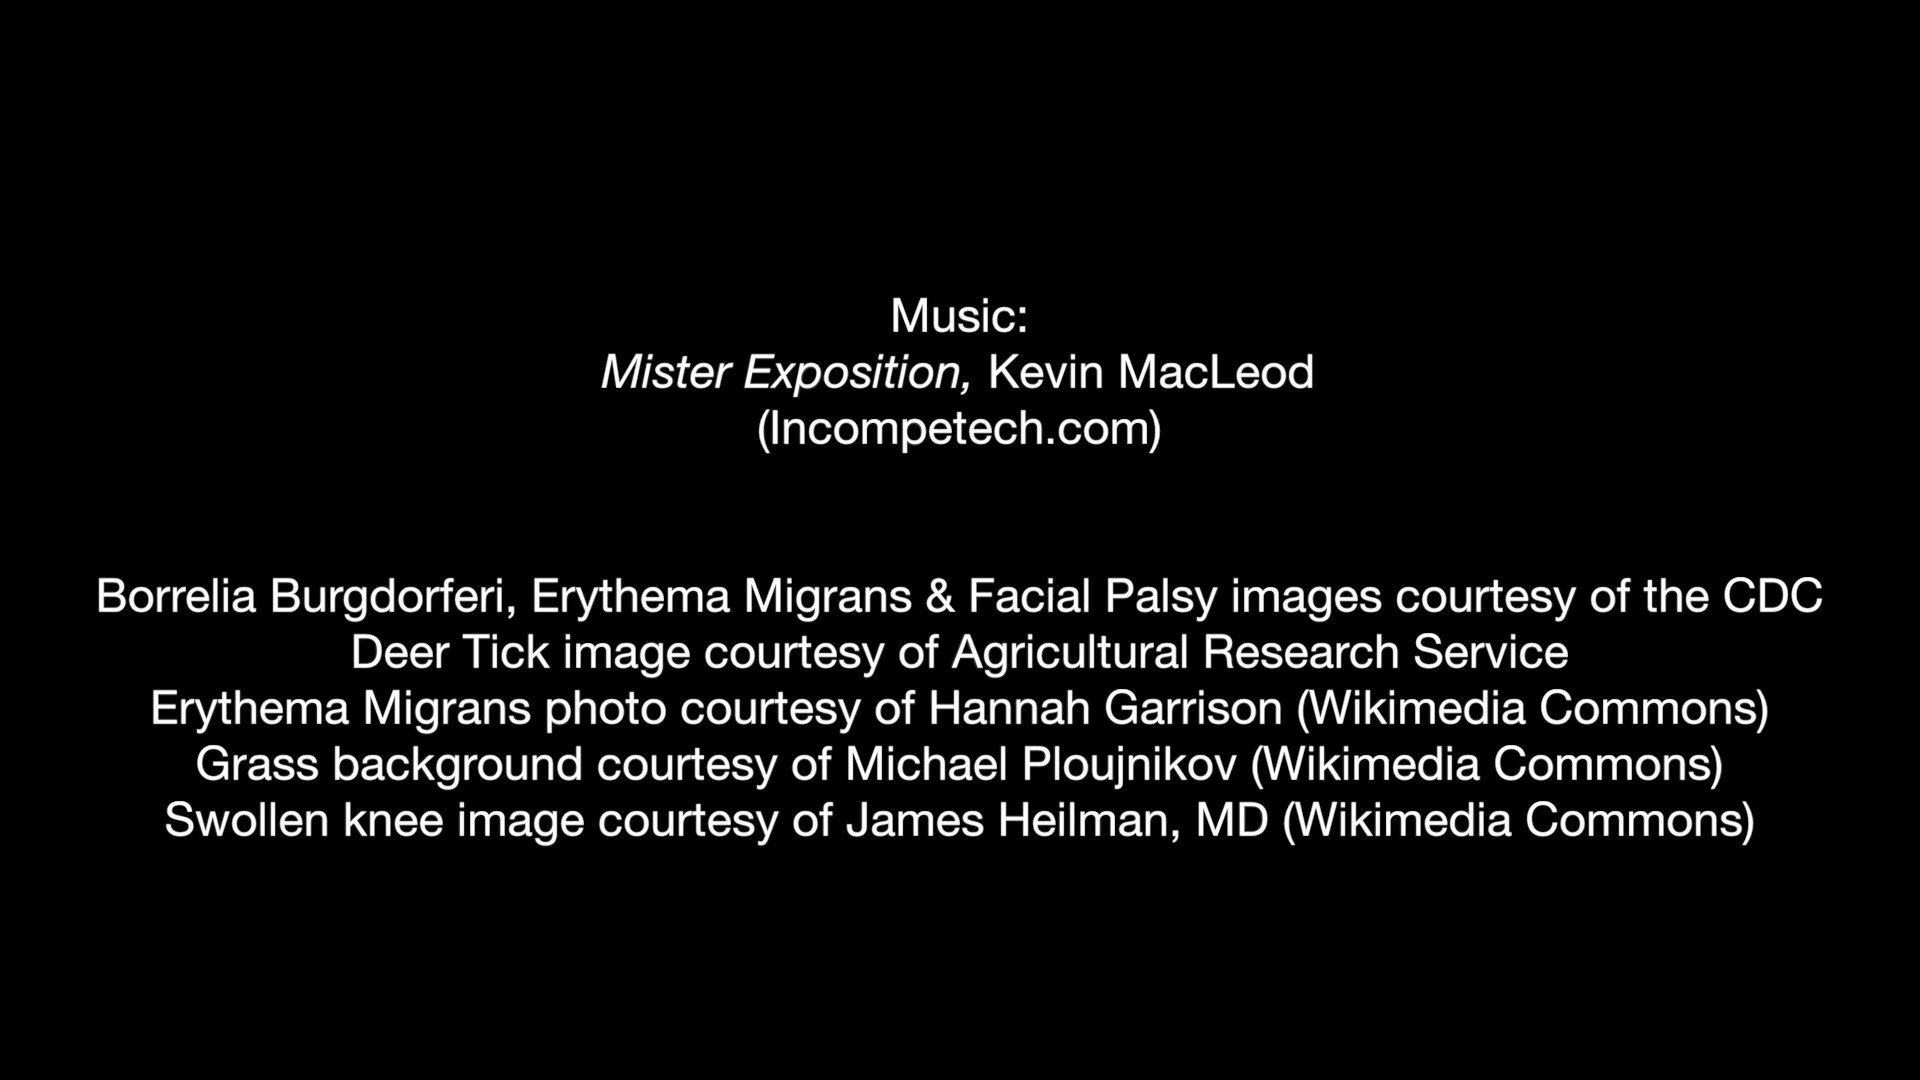 Music:
Mister Exposition, Kevin MacLeod
(Incompetech.com)
Borrelia Burgdorferi, Erythema Migrans & Facial Palsy images courtesy of the CDC
Deer Tick image courtesy of Agricultural Research Service
Erythema Migrans photo courtesy of Hannah Garrison (Wikimedia Commons)
Grass background courtesy of Michael Ploujnikov (Wikimedia Commons)
Swollen knee image courtesy of James Heilman, MD (Wikimedia Commons)